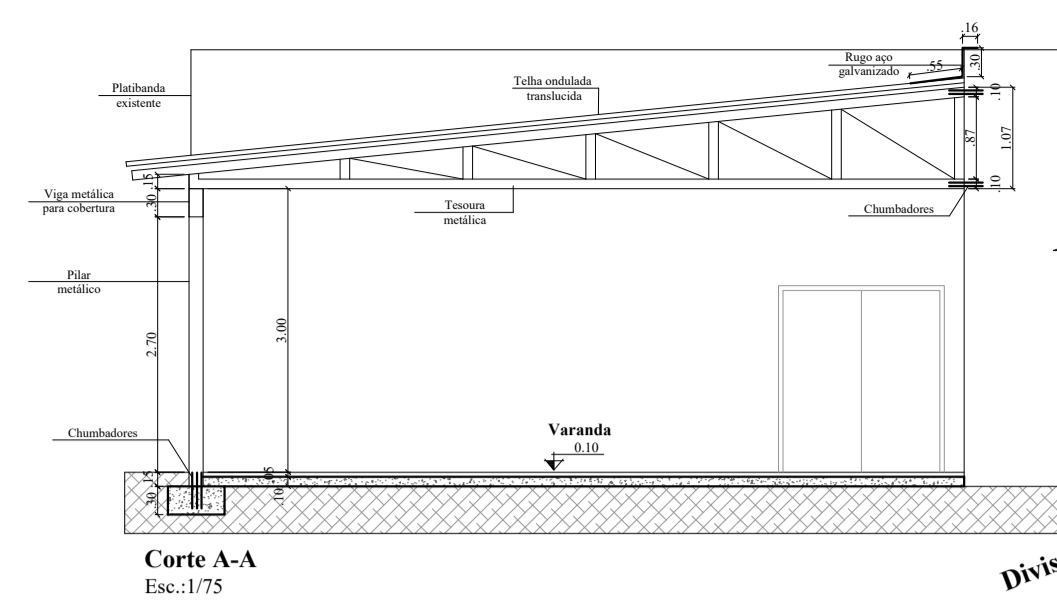 .16
Rugo aço
galvanizado
.55
.30
Telha ondulada
translucida
Platibanda
existente
.10
.87
1.07
.15
.10
Viga metálica
para cobertura
.30
Tesoura
metálica
Chumbadores
Pilar
metálico
2.70
3.00
Chumbadores
Varanda
0.10
.15
.05
.30
.10
Corte A-A
Esc.:1/75
Divis